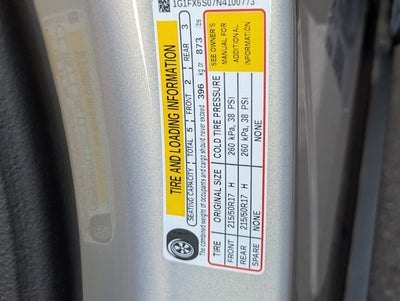 1G1FX6S07N4100773
TIRE AND LOADING INFORMATION
SEATING CAPACITY TOTAL 5 FRONT 2 REAR 3
The combined weight of occupants and cargo should never exceed 396 kg or 873 lbs
TIRE ORIGINAL SIZE COLD TIRE PRESSURE
FRONT 215/50R17 H 260 kPa, 38 PSI
REAR 215/50R17 H 260 kPa, 38 PSI
SPARE NONE NONE
SEE OWNER'S
MANUAL FOR
ADDITIONAL
INFORMATION